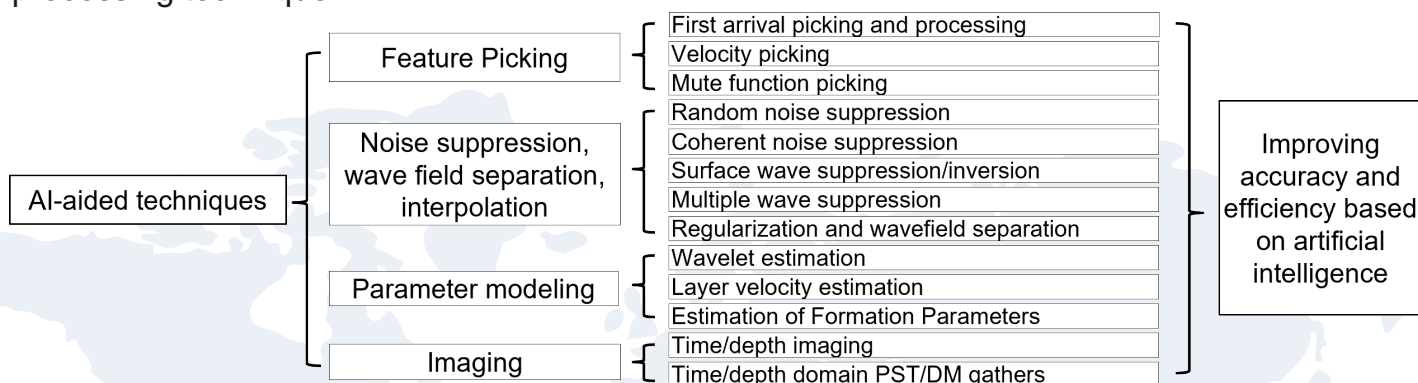 processing technique
AI-aided techniques
Feature Picking
First arrival picking and processing
Velocity picking
Mute function picking
Noise suppression,
wave field separation,
interpolation
Random noise suppression
Coherent noise suppression
Surface wave suppression/inversion
Multiple wave suppression
Regularization and wavefield separation
Parameter modeling
Wavelet estimation
Layer velocity estimation
Estimation of Formation Parameters
Imaging
Time/depth imaging
Time/depth domain PST/DM gathers
Improving
accuracy and
efficiency based
on artificial
intelligence